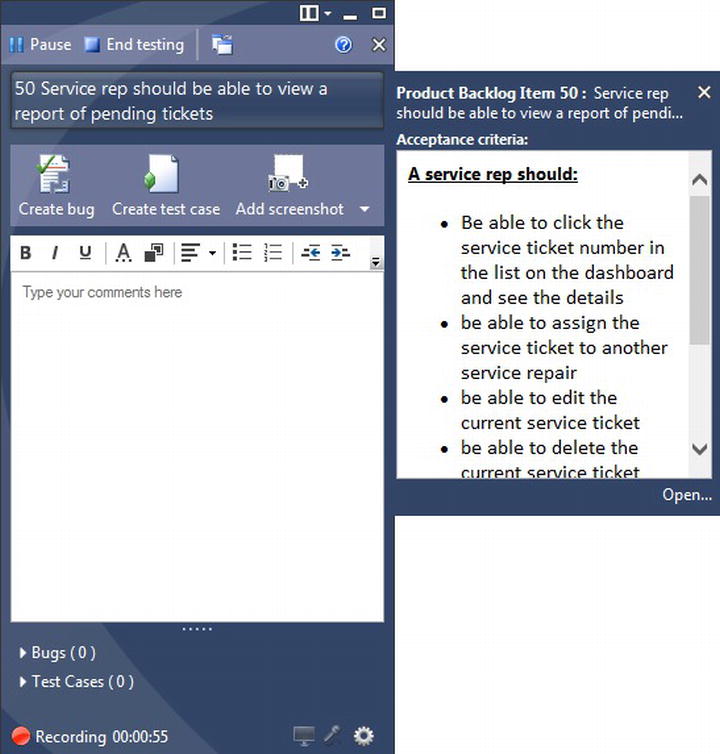 Pause End testing
50 Service rep should be able to view a
report of pending tickets
Create bug Create test case Add screenshot
B I U A
Type your comments here
Bugs ( 0 )
Test Cases ( 0 )
Recording 00:00:55
Product Backlog Item 50 : Service rep
should be able to view a report of pendi...
Acceptance criteria:
A service rep should:
• Be able to click the
service ticket number in
the list on the dashboard
and see the details
• be able to assign the
service ticket to another
service repair
• be able to edit the
current service ticket
• be able to delete the
current service ticket
Open...